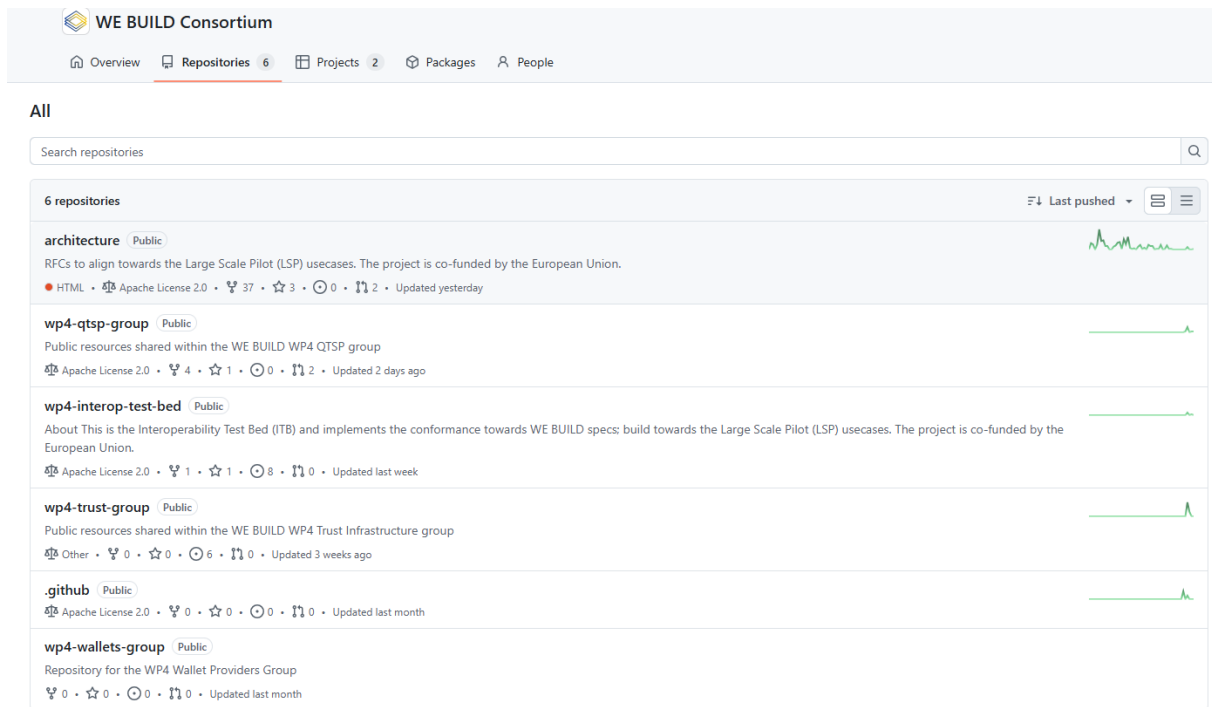 WE BUILD Consortium
Overview Repositories 6 Projects 2 Packages People
All
Search repositories
6 repositories Last pushed
architecture Public
RFCs to align towards the Large Scale Pilot (LSP) usecases. The project is co-funded by the European Union.
HTML • Apache License 2.0 • 37 • 3 • 0 • 2 • Updated yesterday
wp4-qtsp-group Public
Public resources shared within the WE BUILD WP4 QTSP group
Apache License 2.0 • 4 • 1 • 0 • 2 • Updated 2 days ago
wp4-interop-test-bed Public
About This is the Interoperability Test Bed (ITB) and implements the conformance towards WE BUILD specs; build towards the Large Scale Pilot (LSP) usecases. The project is co-funded by the
European Union.
Apache License 2.0 • 1 • 1 • 8 • 0 • Updated last week
wp4-trust-group Public
Public resources shared within the WE BUILD WP4 Trust Infrastructure group
Other • 0 • 0 • 6 • 0 • Updated 3 weeks ago
.github Public
Apache License 2.0 • 0 • 0 • 0 • 0 • Updated last month
wp4-wallets-group Public
Repository for the WP4 Wallet Providers Group
0 • 0 • 0 • 0 • Updated last month